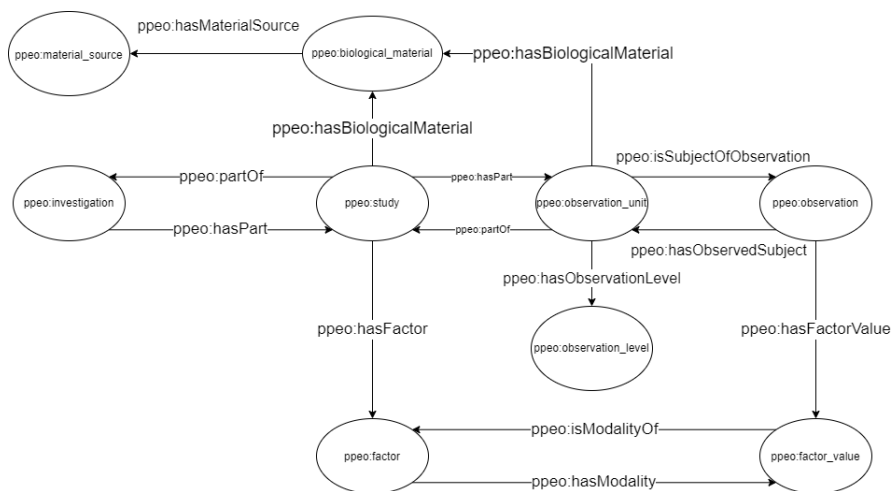 ppeo:hasMaterialSource
ppeo:material_source
ppeo:biological_material
ppeo:hasBiologicalMaterial
ppeo:hasBiologicalMaterial
ppeo:isSubjectOfObservation
ppeo:partOf
ppeo:hasPart
ppeo:investigation
ppeo:study
ppeo:observation_unit
ppeo:observation
ppeo:hasPart
ppeo:partOf
ppeo:hasObservedSubject
ppeo:hasObservationLevel
ppeo:hasFactor
ppeo:hasFactorValue
ppeo:observation_level
ppeo:isModalityOf
ppeo:factor
ppeo:factor_value
ppeo:hasModality